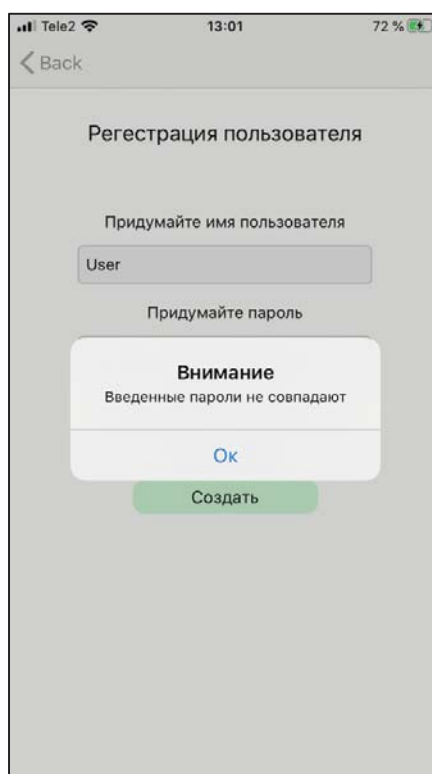 Tele2 13:01 72 %
Back
Регестрация пользователя
Придумайте имя пользователя
User
Придумайте пароль
Внимание
Введенные пароли не совпадают
Ок
Создать